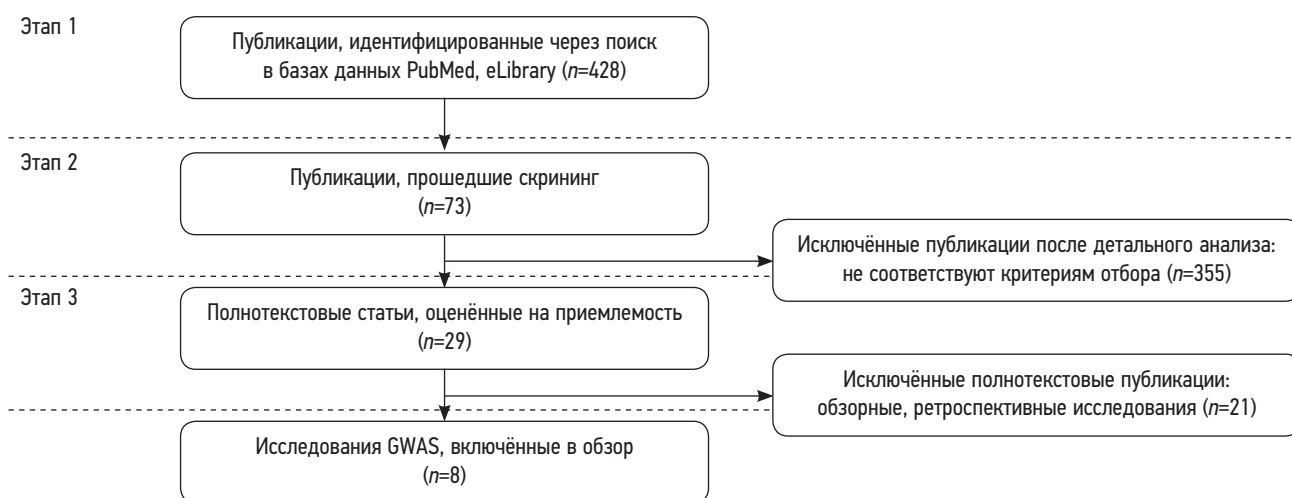 Этап 1
Публикации, идентифицированные через поиск
в базах данных PubMed, eLibrary (n=428)
Этап 2
Публикации, прошедшие скрининг
(n=73)
Исключённые публикации после детального анализа:
не соответствуют критериям отбора (n=355)
Этап 3
Полнотекстовые статьи, оценённые на приемлемость
(n=29)
Исключённые полнотекстовые публикации:
обзорные, ретроспективные исследования (n=21)
Исследования GWAS, включённые в обзор
(n=8)